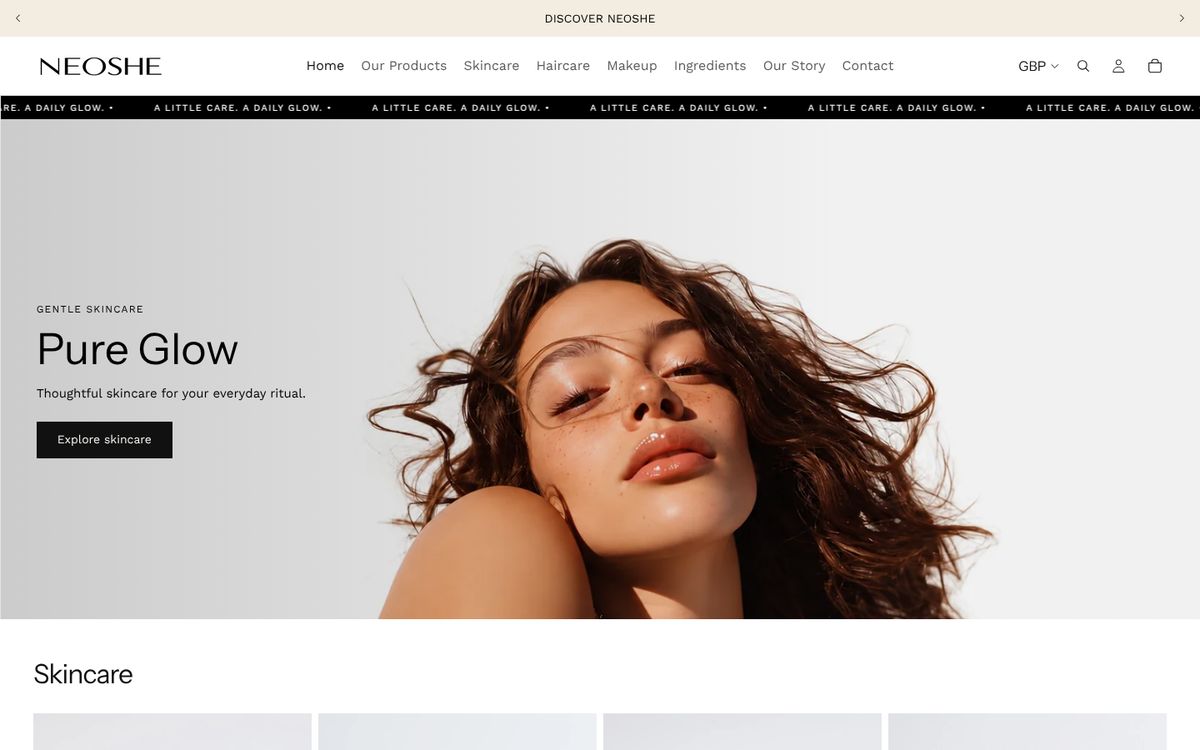 DISCOVER NEOSHE
NEOSHE
Home Our Products Skincare Haircare Makeup Ingredients Our Story Contact
GBP
ARE. A DAILY GLOW. • A LITTLE CARE. A DAILY GLOW. • A LITTLE CARE. A DAILY GLOW. • A LITTLE CARE. A DAILY GLOW. • A LITTLE CARE. A DAILY GLOW. • A LITTLE CARE. A DAILY GLOW.
GENTLE SKINCARE
Pure Glow
Thoughtful skincare for your everyday ritual.
Explore skincare
Skincare